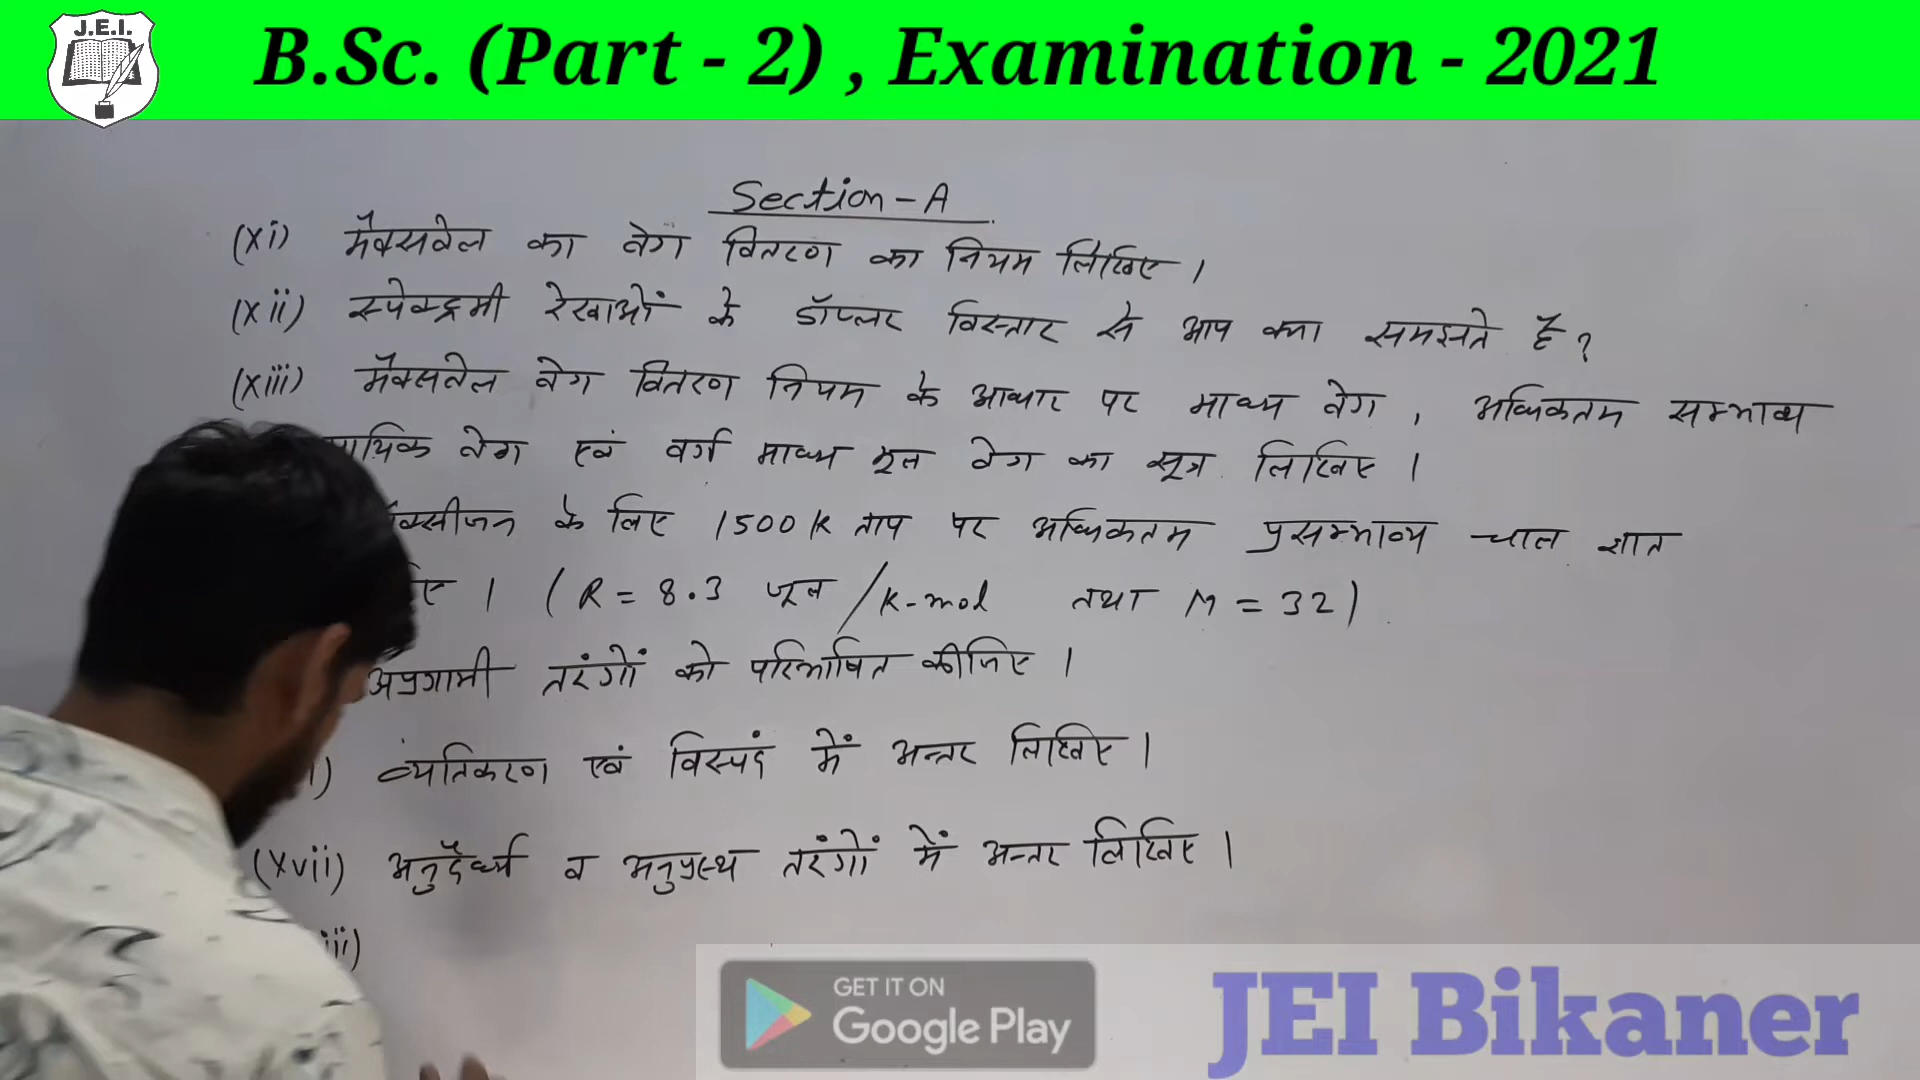 J.E.I.
B.Sc. (Part - 2) , Examination - 2021
Section - A
(xi) मैक्सवेल का वेग वितरण का नियम लिखिए ।
(xii) स्पेक्ट्रमी रेखाओं के डॉप्लर विस्तार से आप क्या समझते हैं ?
(xiii) मैक्सवेल वेग वितरण नियम के आधार पर माध्य वेग , अधिकतम सम्भाव्य
वेग एवं वर्ग माध्य मूल वेग का सूत्र लिखिए ।
के लिए 1500 K ताप पर अधिकतम प्रसम्भाव्य चाल ज्ञात
। ( R = 8.3 जूल / K-mol तथा M = 32 )
अप्रगामी तरंगों को परिभाषित कीजिए ।
व्यतिकरण एवं विस्पंद में अन्तर लिखिए ।
(xvii) अनुदैर्ध्य व अनुप्रस्थ तरंगों में अन्तर लिखिए ।
GET IT ON
Google Play
JEI Bikaner